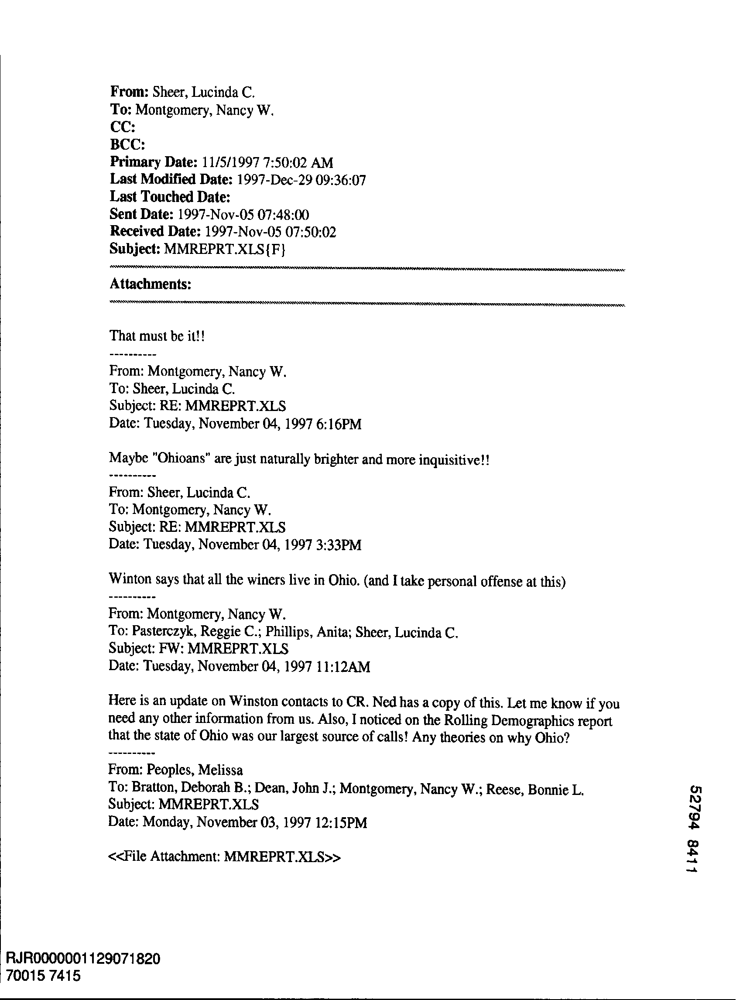 From: Sheer, Lucinda C.
To: Montgomery, Nancy W.
CC:
BCC:
Primary Date: 11/5/1997 7:50:02 AM
Last Modified Date: 1997-Dec-29 09:36:07
Last Touched Date:
Sent Date: 1997-Nov-05 07:48:00
Received Date: 1997-Nov-05 07:50:02
Subject: MMREPRT.XLS{F}
Attachments:
That must be it!!
----------
From: Montgomery, Nancy W.
To: Sheer, Lucinda C.
Subject: RE: MMREPRT.XLS
Date: Tuesday, November 04, 1997 6:16PM
Maybe "Ohioans" are just naturally brighter and more inquisitive!!
----------
From: Sheer, Lucinda C.
To: Montgomery, Nancy W.
Subject: RE: MMREPRT.XLS
Date: Tuesday, November 04, 1997 3:33PM
Winton says that all the winers live in Ohio. (and I take personal offense at this)
----------
From: Montgomery, Nancy W.
To: Pasterczyk, Reggie C.; Phillips, Anita; Sheer, Lucinda C.
Subject: FW: MMREPRT.XLS
Date: Tuesday, November 04, 1997 11:12AM
Here is an update on Winston contacts to CR. Ned has a copy of this. Let me know if you
need any other information from us. Also, I noticed on the Rolling Demographics report
that the state of Ohio was our largest source of calls! Any theories on why Ohio?
----------
From: Peoples, Melissa
To: Bratton, Deborah B.; Dean, John J.; Montgomery, Nancy W.; Reese, Bonnie L.
Subject: MMREPRT.XLS
Date: Monday, November 03, 1997 12:15PM
<<File Attachment: MMREPRT.XLS>>
52794 8411
RJR0000001129071820
70015 7415